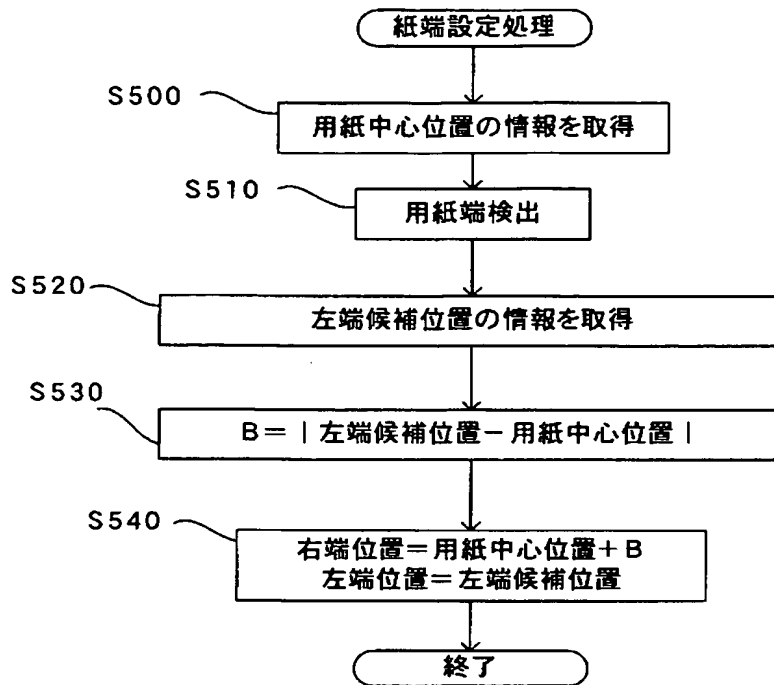 紙端設定処理
S500
用紙中心位置の情報を取得
S510
用紙端検出
S520
左端候補位置の情報を取得
S530
B=|左端候補位置-用紙中心位置|
S540
右端位置=用紙中心位置+B
左端位置=左端候補位置
終了